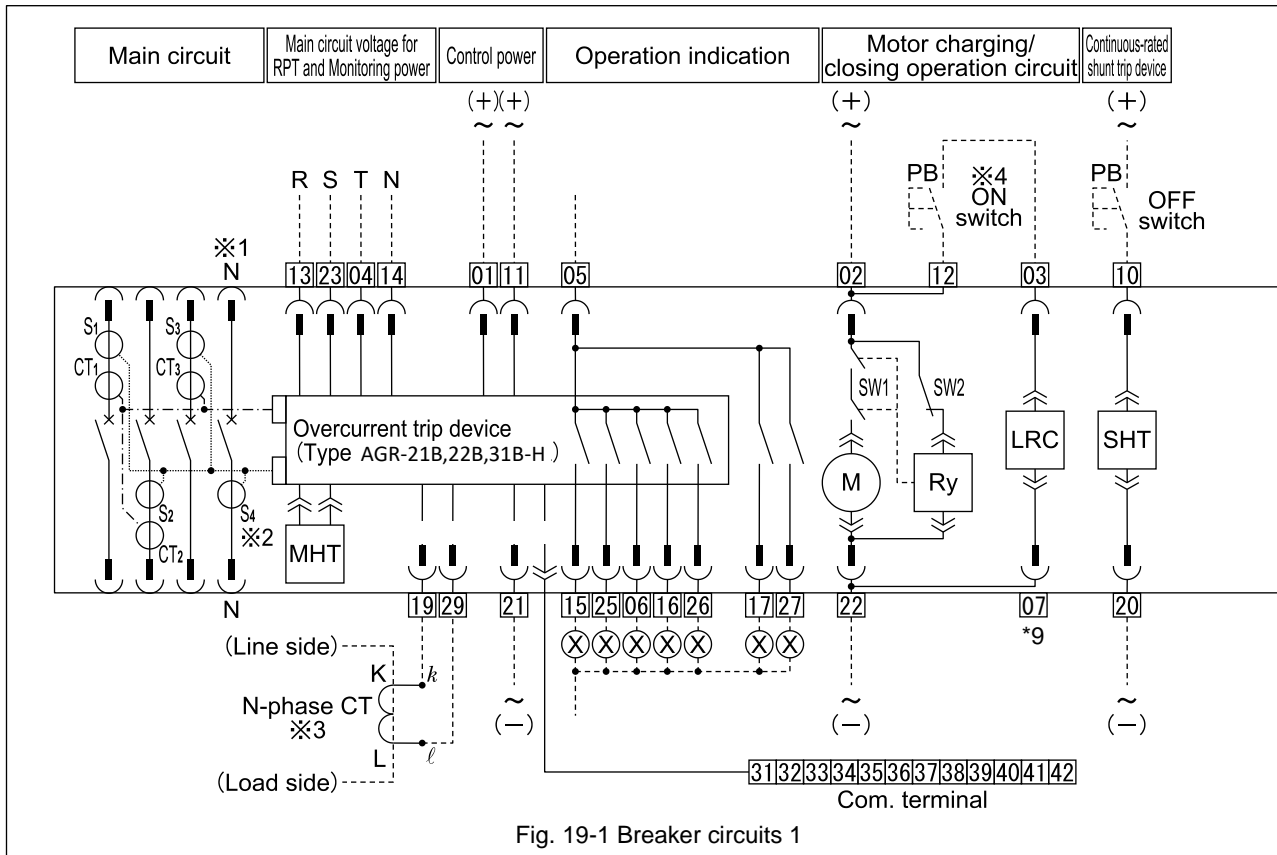 Main circuit
Main circuit voltage for
RPT and Monitoring power
Control power
Operation indication
Motor charging/
closing operation circuit
Continuous-rated
shunt trip device
(+)(+)
~ ~
(+)
~
(+)
~
R S T N
PB
※4
ON
switch
PB
OFF
switch
※1
N
13 23 04 14 01 11 05 02 12 03 10
S1
S3
CT1
CT3
SW1
SW2
Overcurrent trip device
(Type AGR-21B,22B,31B-H )
LRC
SHT
M
Ry
S2
S4
※2
CT2
MHT
N
19 29 21 15 25 06 16 26 17 27 22 07 20
*9
(Line side)
K
k
N-phase CT
※3
L
ℓ
(Load side)
~
(−)
~
(−)
~
(−)
31 32 33 34 35 36 37 38 39 40 41 42
Com. terminal
Fig. 19-1 Breaker circuits 1